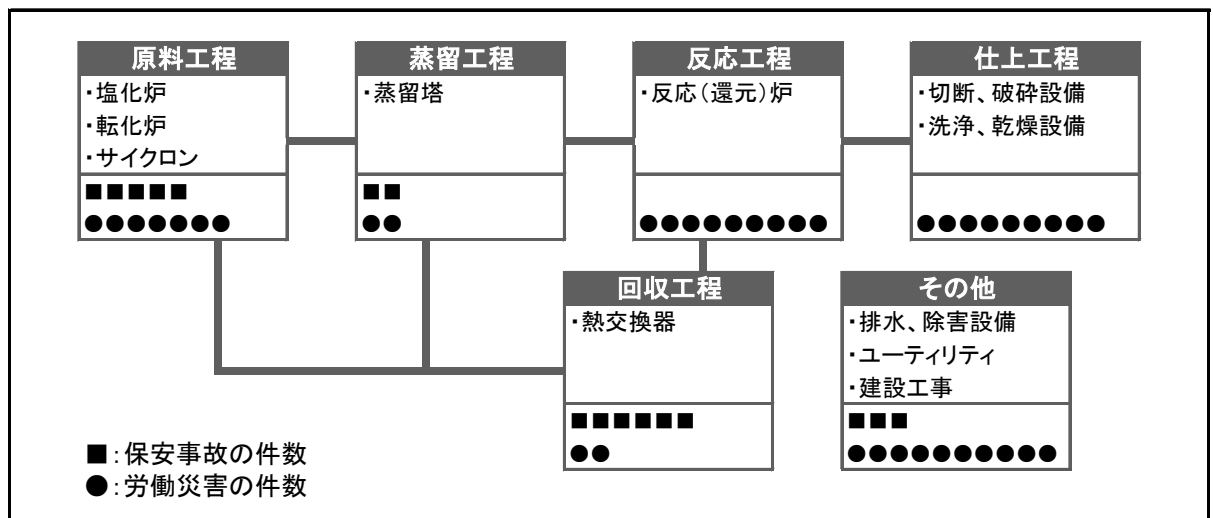 原料工程
・塩化炉
・転化炉
・サイクロン
■■■■■
●●●●●●●
蒸留工程
・蒸留塔
■■
●●
反応工程
・反応(還元)炉
●●●●●●●●●
仕上工程
・切断、破砕設備
・洗浄、乾燥設備
●●●●●●●●●
回収工程
・熱交換器
■■■■■■
●●
その他
・排水、除害設備
・ユーティリティ
・建設工事
■■■
●●●●●●●●●●
■:保安事故の件数
●:労働災害の件数